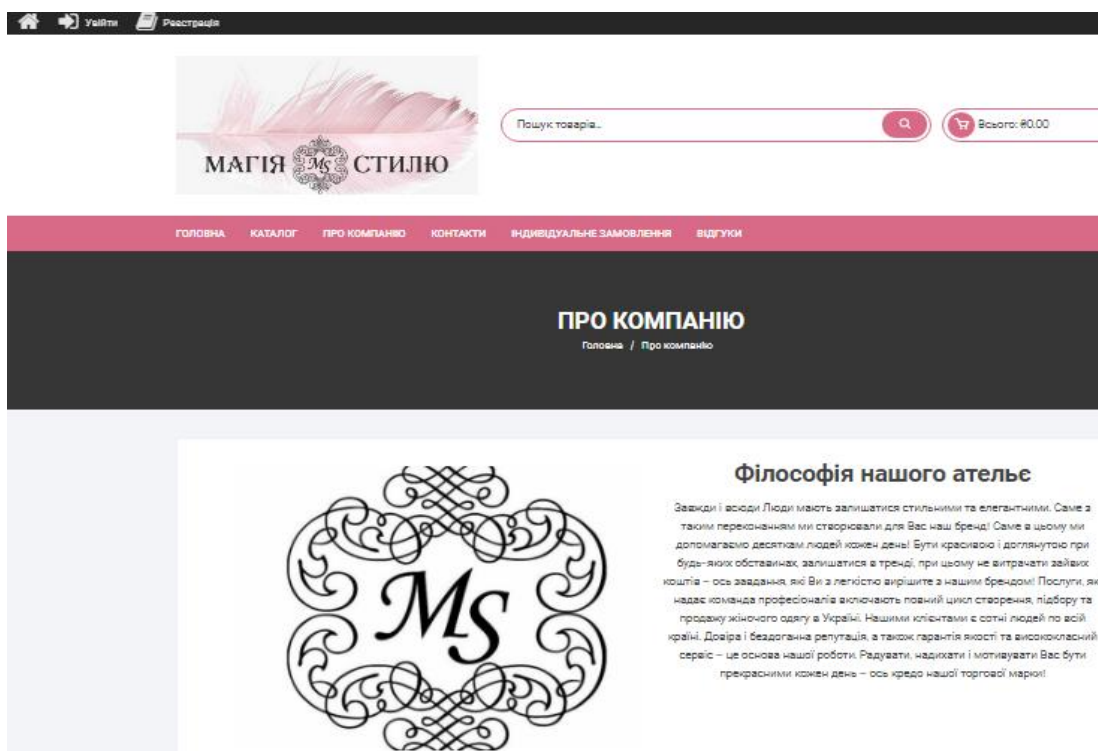 Увійти Реєстрація
МАГІЯ MS СТИЛЮ
Пошук товарів...
Всього: ₴0.00
ГОЛОВНА КАТАЛОГ ПРО КОМПАНІЮ КОНТАКТИ ІНДИВІДУАЛЬНЕ ЗАМОВЛЕННЯ ВІДГУКИ
ПРО КОМПАНІЮ
Головна / Про компанію
MS
Філософія нашого ательє
Завжди і всюди Люди мають залишатися стильними та елегантними. Саме з
таким переконанням ми створювали для Вас наш бренд! Саме в цьому ми
допомагаємо десяткам людей кожен день! Бути красивою і доглянутою при
будь-яких обставинах, залишатися в тренді, при цьому не витрачати зайвих
коштів – ось завдання, які Ви з легкістю вирішите з нашим брендом! Послуги, як
надає команда професіоналів включають повний цикл створення, підбору та
продажу жіночого одягу в Україні. Нашими клієнтами є сотні людей по всій
країні. Довіра і бездоганна репутація, а також гарантія якості та висококласний
сервіс – це основа нашої роботи. Радувати, надихати і мотивувати Вас бути
прекрасними кожен день – ось кредо нашої торгової марки!